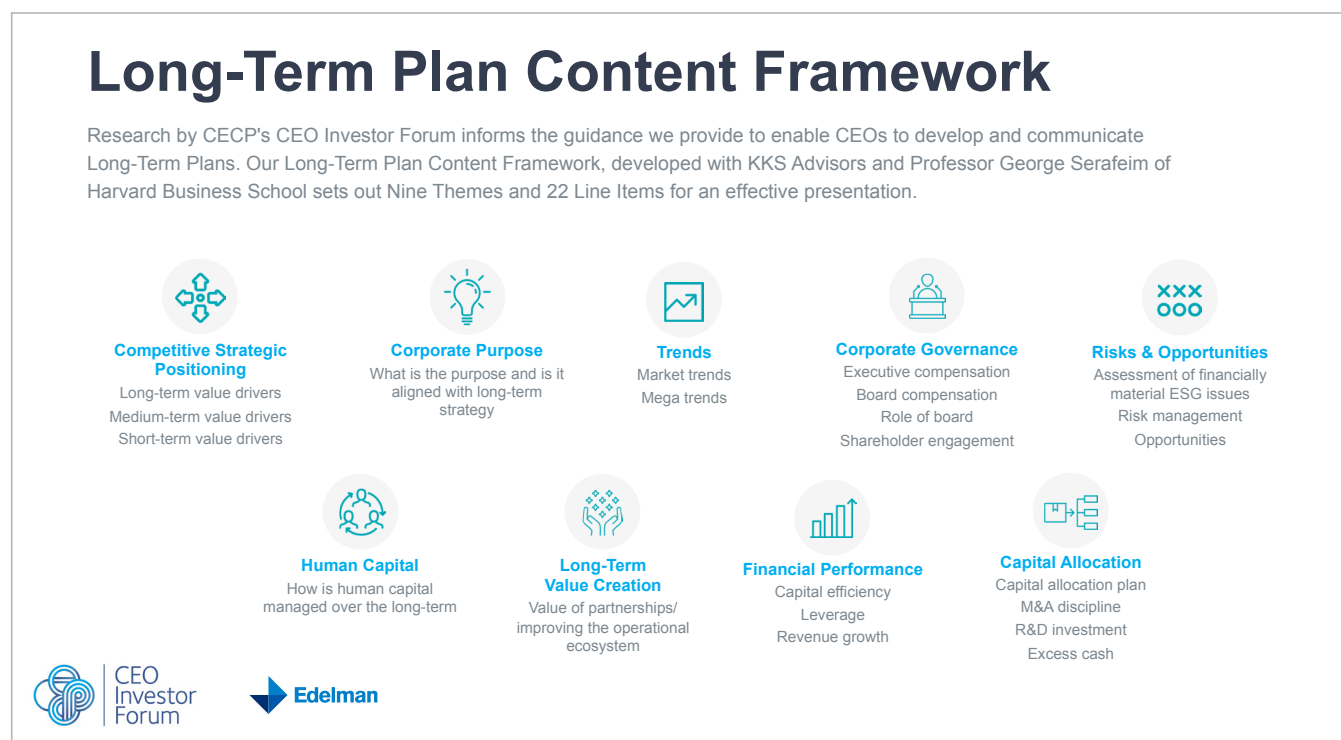 Long-Term Plan Content Framework
Research by CECP's CEO Investor Forum informs the guidance we provide to enable CEOs to develop and communicate
Long-Term Plans. Our Long-Term Plan Content Framework, developed with KKS Advisors and Professor George Serafeim of
Harvard Business School sets out Nine Themes and 22 Line Items for an effective presentation.
Competitive Strategic
Positioning
Long-term value drivers
Medium-term value drivers
Short-term value drivers
Corporate Purpose
What is the purpose and is it
aligned with long-term
strategy
Trends
Market trends
Mega trends
Corporate Governance
Executive compensation
Board compensation
Role of board
Shareholder engagement
Risks & Opportunities
Assessment of financially
material ESG issues
Risk management
Opportunities
Human Capital
How is human capital
managed over the long-term
Long-Term
Value Creation
Value of partnerships/
improving the operational
ecosystem
Financial Performance
Capital efficiency
Leverage
Revenue growth
Capital Allocation
Capital allocation plan
M&A discipline
R&D investment
Excess cash
CEO
Investor
Forum
Edelman